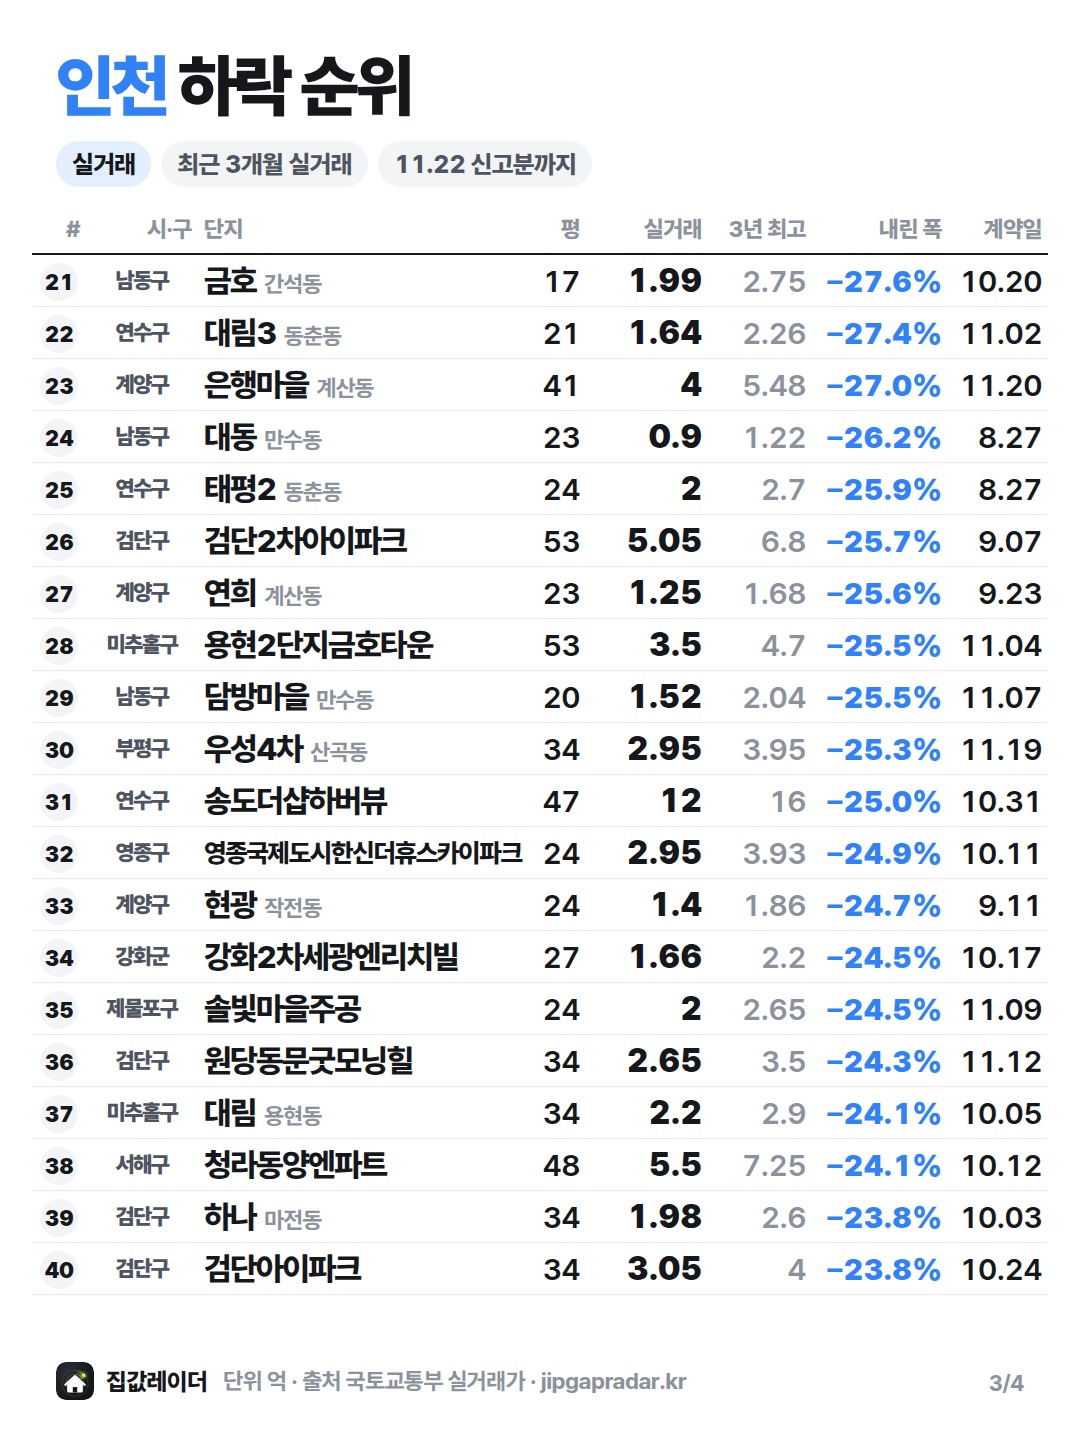 인천 하락 순위
실거래 최근 3개월 실거래 11.22 신고분까지
# 시·구 단지 평 실거래 3년 최고 내린 폭 계약일
21 남동구 금호 간석동 17 1.99 2.75 −27.6% 10.20
22 연수구 대림3 동춘동 21 1.64 2.26 −27.4% 11.02
23 계양구 은행마을 계산동 41 4 5.48 −27.0% 11.20
24 남동구 대동 만수동 23 0.9 1.22 −26.2% 8.27
25 연수구 태평2 동춘동 24 2 2.7 −25.9% 8.27
26 검단구 검단2차아이파크 53 5.05 6.8 −25.7% 9.07
27 계양구 연희 계산동 23 1.25 1.68 −25.6% 9.23
28 미추홀구 용현2단지금호타운 53 3.5 4.7 −25.5% 11.04
29 남동구 담방마을 만수동 20 1.52 2.04 −25.5% 11.07
30 부평구 우성4차 산곡동 34 2.95 3.95 −25.3% 11.19
31 연수구 송도더샵하버뷰 47 12 16 −25.0% 10.31
32 영종구 영종국제도시한신더휴스카이파크 24 2.95 3.93 −24.9% 10.11
33 계양구 현광 작전동 24 1.4 1.86 −24.7% 9.11
34 강화군 강화2차세광엔리치빌 27 1.66 2.2 −24.5% 10.17
35 제물포구 솔빛마을주공 24 2 2.65 −24.5% 11.09
36 검단구 원당동문굿모닝힐 34 2.65 3.5 −24.3% 11.12
37 미추홀구 대림 용현동 34 2.2 2.9 −24.1% 10.05
38 서해구 청라동양엔파트 48 5.5 7.25 −24.1% 10.12
39 검단구 하나 마전동 34 1.98 2.6 −23.8% 10.03
40 검단구 검단아이파크 34 3.05 4 −23.8% 10.24
집값레이더 단위 억 · 출처 국토교통부 실거래가 · jipgapradar.kr 3/4